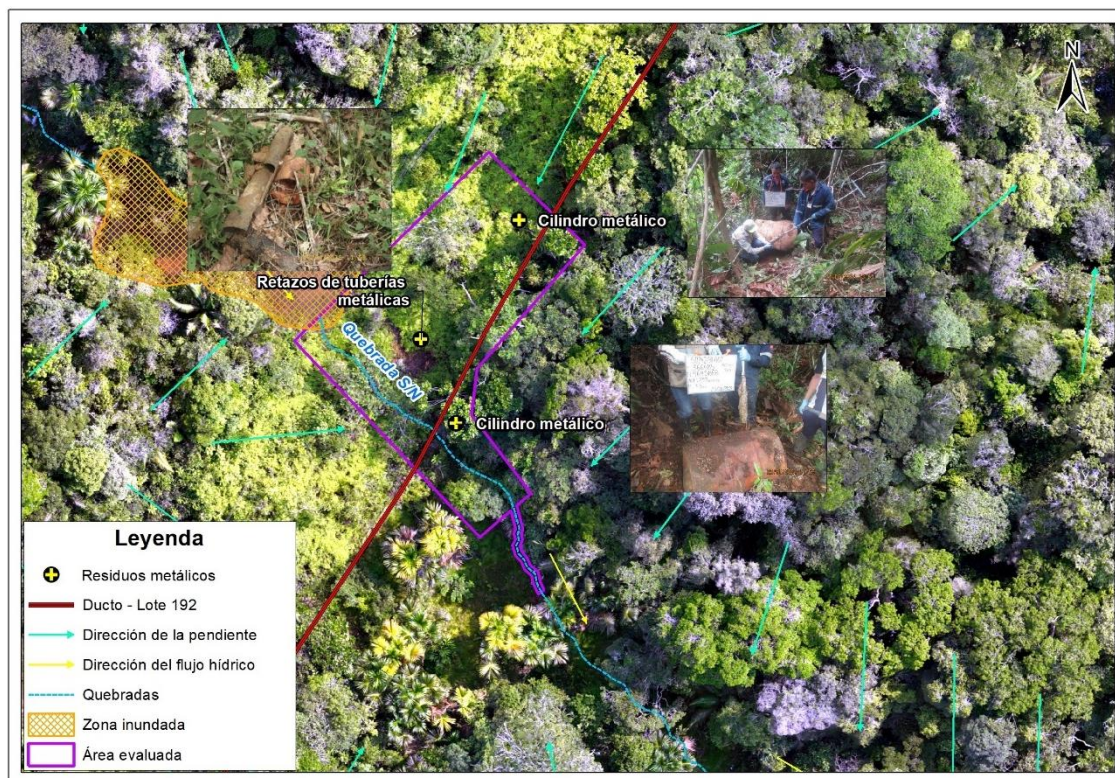 N
Cilindro metálico
Retazos de tuberías
metálicas
Quebrada S/N
Cilindro metálico
Leyenda
Residuos metálicos
Ducto - Lote 192
Dirección de la pendiente
Dirección del flujo hídrico
Quebradas
Zona inundada
Área evaluada